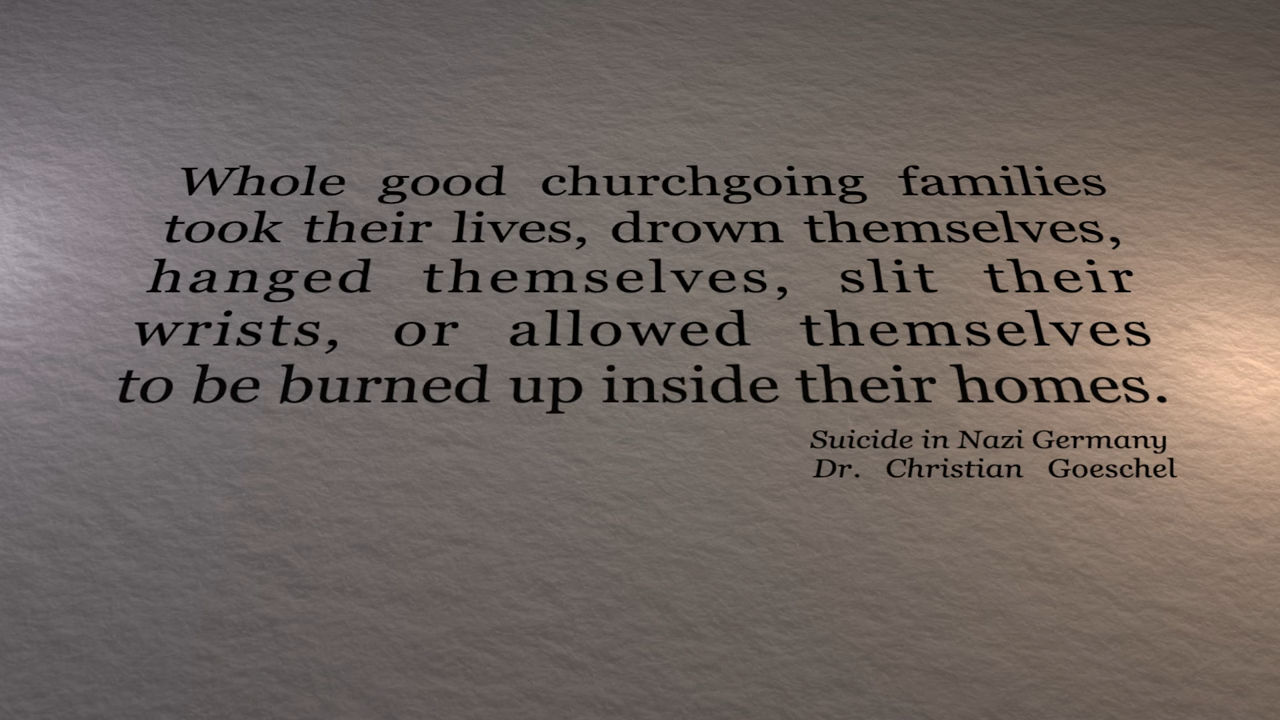 Whole good churchgoing families
took their lives, drown themselves,
hanged themselves, slit their
wrists, or allowed themselves
to be burned up inside their homes.
Suicide in Nazi Germany
Dr. Christian Goeschel